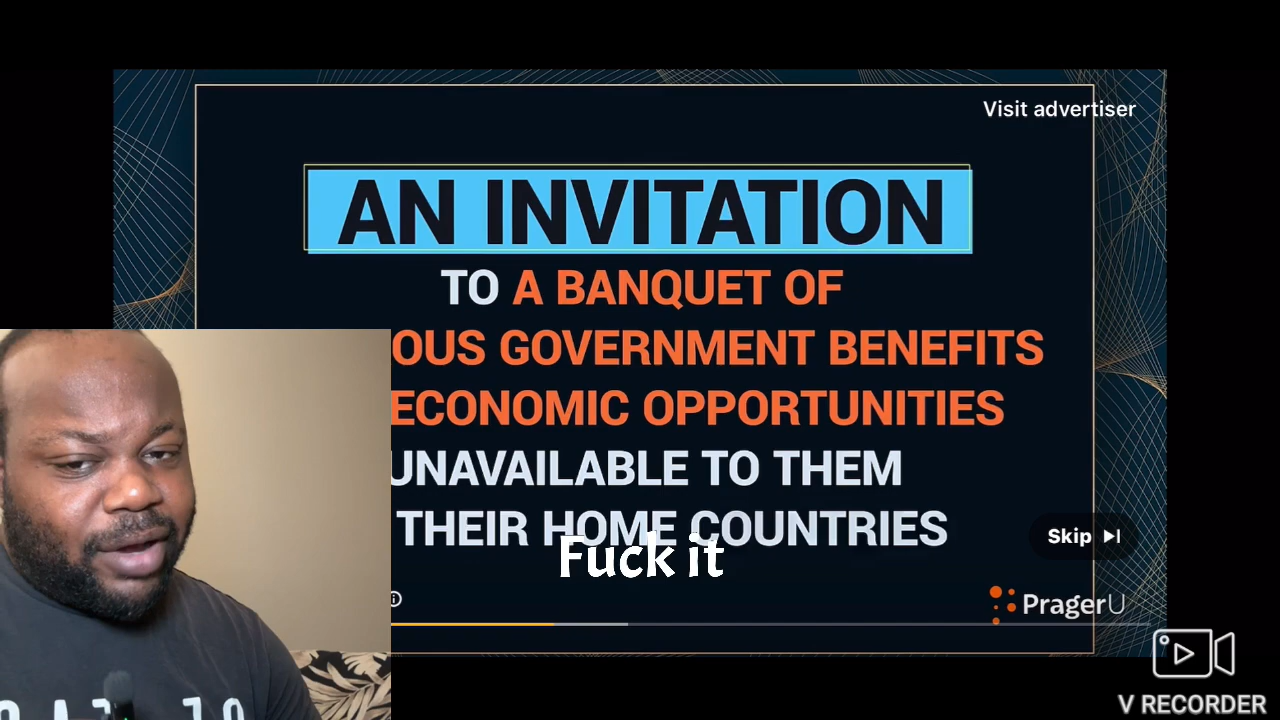 Visit advertiser
AN INVITATION
TO A BANQUET OF
OUS GOVERNMENT BENEFITS
ECONOMIC OPPORTUNITIES
UNAVAILABLE TO THEM
THEIR HOME COUNTRIES
Fuck it
Skip
PragerU
V RECORDER